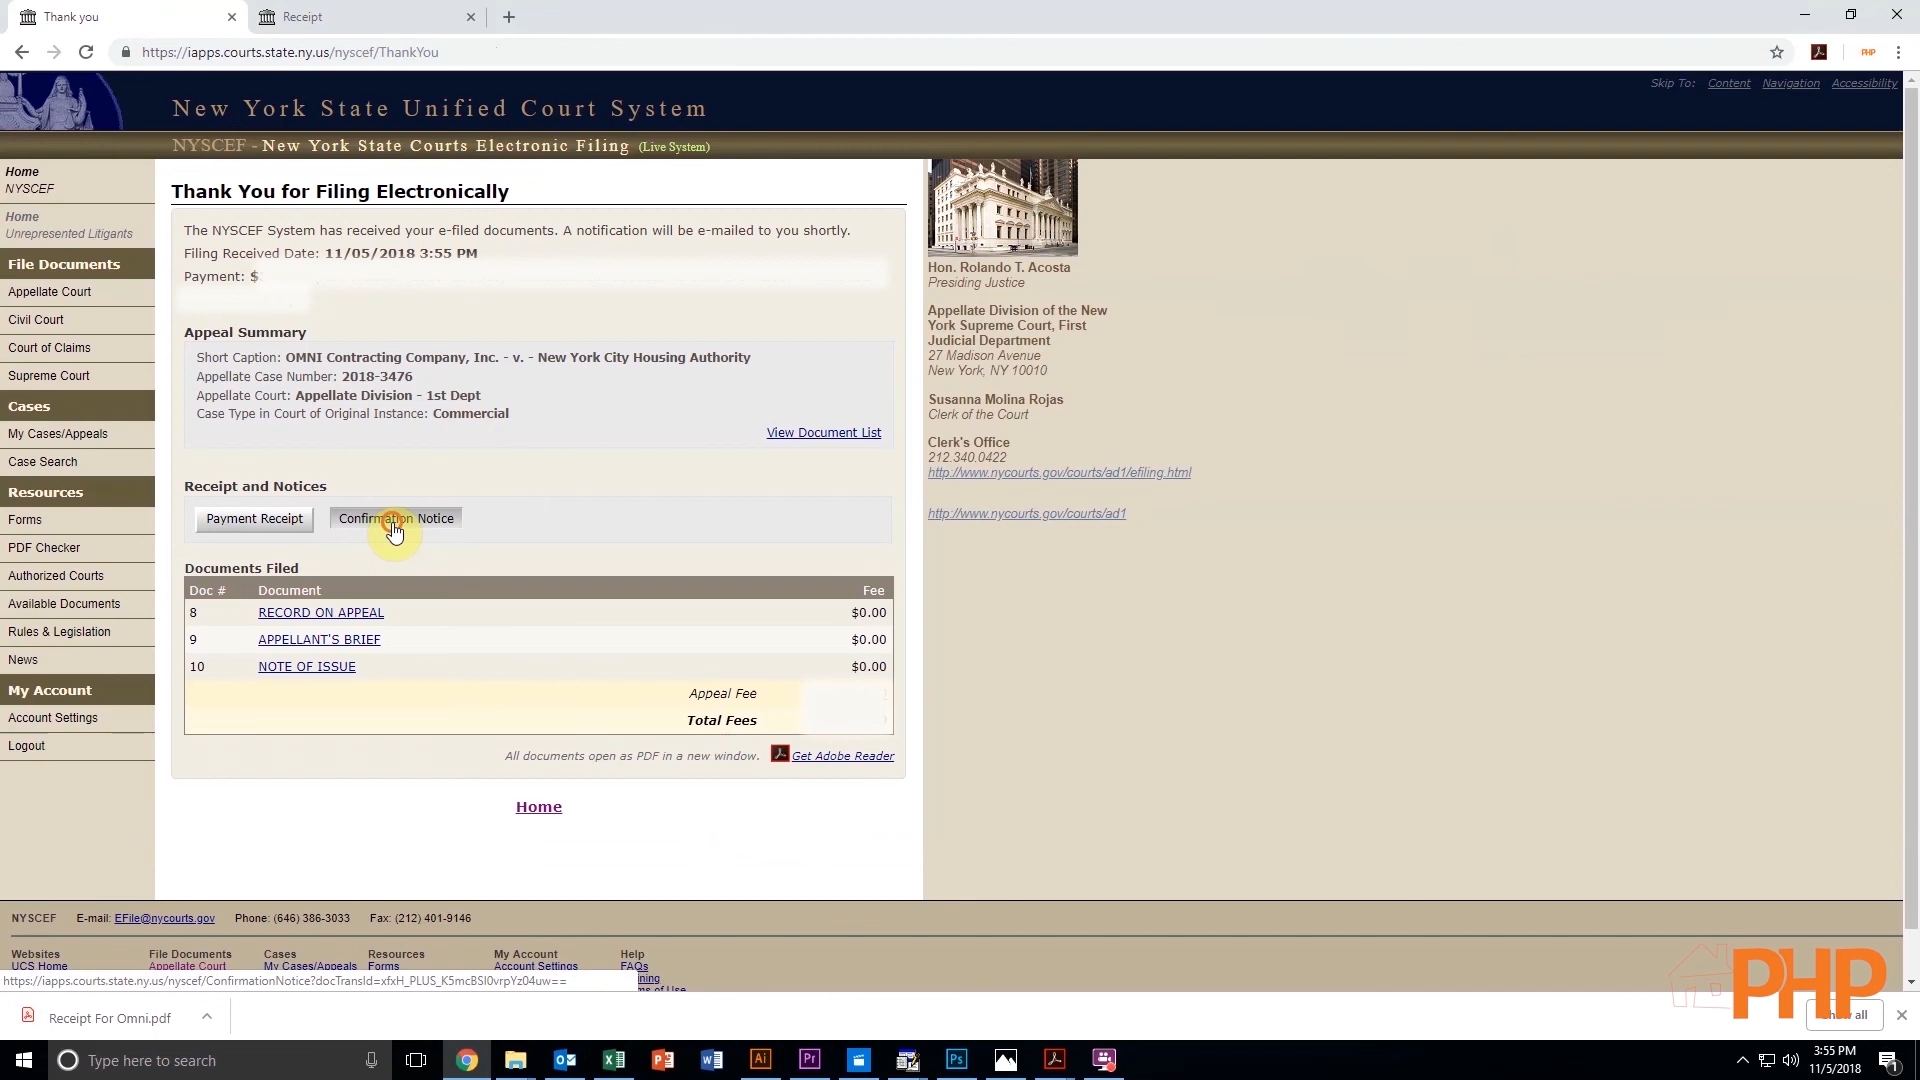 Thank you
Receipt
https://iapps.courts.state.ny.us/nyscef/ThankYou
PHP
Skip To: Content Navigation Accessibility
New York State Unified Court System
NYSCEF - New York State Courts Electronic Filing (Live System)
Home
NYSCEF
Home
Unrepresented Litigants
File Documents
Appellate Court
Civil Court
Court of Claims
Supreme Court
Cases
My Cases/Appeals
Case Search
Resources
Forms
PDF Checker
Authorized Courts
Available Documents
Rules & Legislation
News
My Account
Account Settings
Logout
Thank You for Filing Electronically
The NYSCEF System has received your e-filed documents. A notification will be e-mailed to you shortly.
Filing Received Date: 11/05/2018 3:55 PM
Payment: $
Appeal Summary
Short Caption: OMNI Contracting Company, Inc. - v. - New York City Housing Authority
Appellate Case Number: 2018-3476
Appellate Court: Appellate Division - 1st Dept
Case Type in Court of Original Instance: Commercial
View Document List
Receipt and Notices
Payment Receipt Confirmation Notice
Documents Filed
Doc # Document Fee
8 RECORD ON APPEAL $0.00
9 APPELLANT'S BRIEF $0.00
10 NOTE OF ISSUE $0.00
Appeal Fee
Total Fees
All documents open as PDF in a new window. Get Adobe Reader
Home
Hon. Rolando T. Acosta
Presiding Justice
Appellate Division of the New
York Supreme Court, First
Judicial Department
27 Madison Avenue
New York, NY 10010
Susanna Molina Rojas
Clerk of the Court
Clerk's Office
212.340.0422
http://www.nycourts.gov/courts/ad1/efiling.html
http://www.nycourts.gov/courts/ad1
NYSCEF E-mail: EFile@nycourts.gov Phone: (646) 386-3033 Fax: (212) 401-9146
Websites File Documents Cases Resources My Account Help
UCS Home Appellate Court My Cases/Appeals Forms Account Settings FAQs
https://iapps.courts.state.ny.us/nyscef/ConfirmationNotice?docTransId=xfxH_PLUS_K5mcBSI0vrpYz04uw==
PHP
Receipt For Omni.pdf
all
Type here to search
Ai
Pr
Ps
3:55 PM
11/5/2018
1